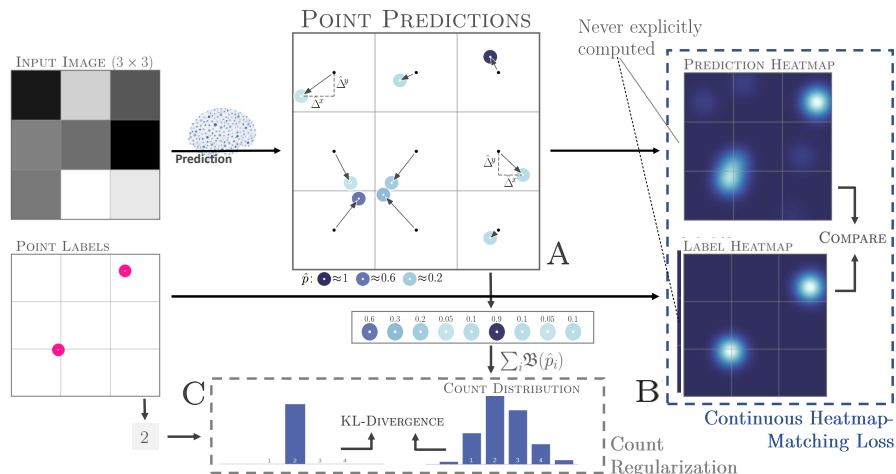 POINT PREDICTIONS
Never explicitly
computed
INPUT IMAGE (3 × 3)
PREDICTION HEATMAP
Δ̂ʸ
Δ̂ˣ
Prediction
Δ̂ʸ
Δ̂ˣ
POINT LABELS
A
LABEL HEATMAP
COMPARE
p̂: ≈1 ≈0.6 ≈0.2
0.6 0.3 0.2 0.05 0.1 0.9 0.1 0.05 0.1
∑ᵢ𝔅(p̂ᵢ)
C
B
COUNT DISTRIBUTION
Continuous Heatmap-
Matching Loss
KL-DIVERGENCE
2
Count
Regularization
1 2 3 4
1 2 3 4